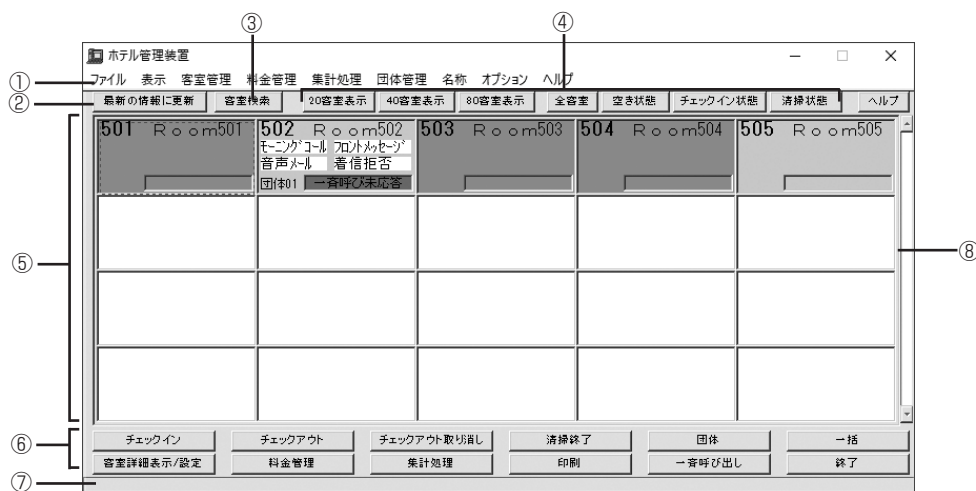 ③ ④
ホテル管理装置
① ファイル 表示 客室管理 料金管理 集計処理 団体管理 名称 オプション ヘルプ
② 最新の情報に更新 客室検索 20客室表示 40客室表示 80客室表示 全客室 空き状態 チェックイン状態 清掃状態 ヘルプ
501 Room501 502 Room502 503 Room503 504 Room504 505 Room505
モーニングコール フロントメッセージ
音声メール 着信拒否
団体01 一斉呼び未応答
⑤ ⑧
⑥ チェックイン チェックアウト チェックアウト取り消し 清掃終了 団体 一括
客室詳細表示/設定 料金管理 集計処理 印刷 一斉呼び出し 終了
⑦